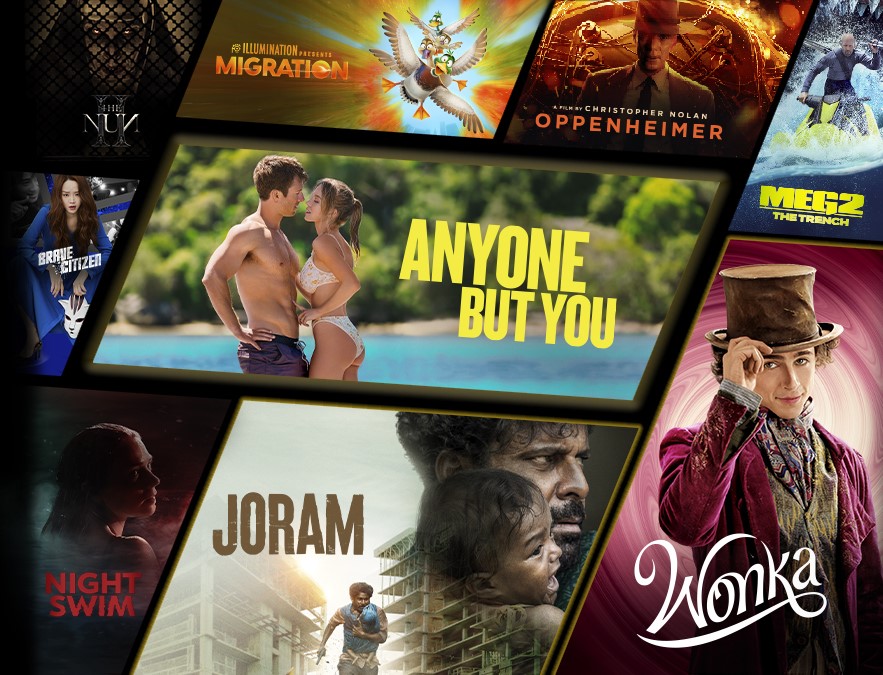 THE
NUN
II
ILLUMINATION PRESENTS
MIGRATION
A FILM BY CHRISTOPHER NOLAN
OPPENHEIMER
MEG2
THE TRENCH
BRAVE
CITIZEN
ANYONE
BUT YOU
NIGHT
SWIM
JORAM
Wonka